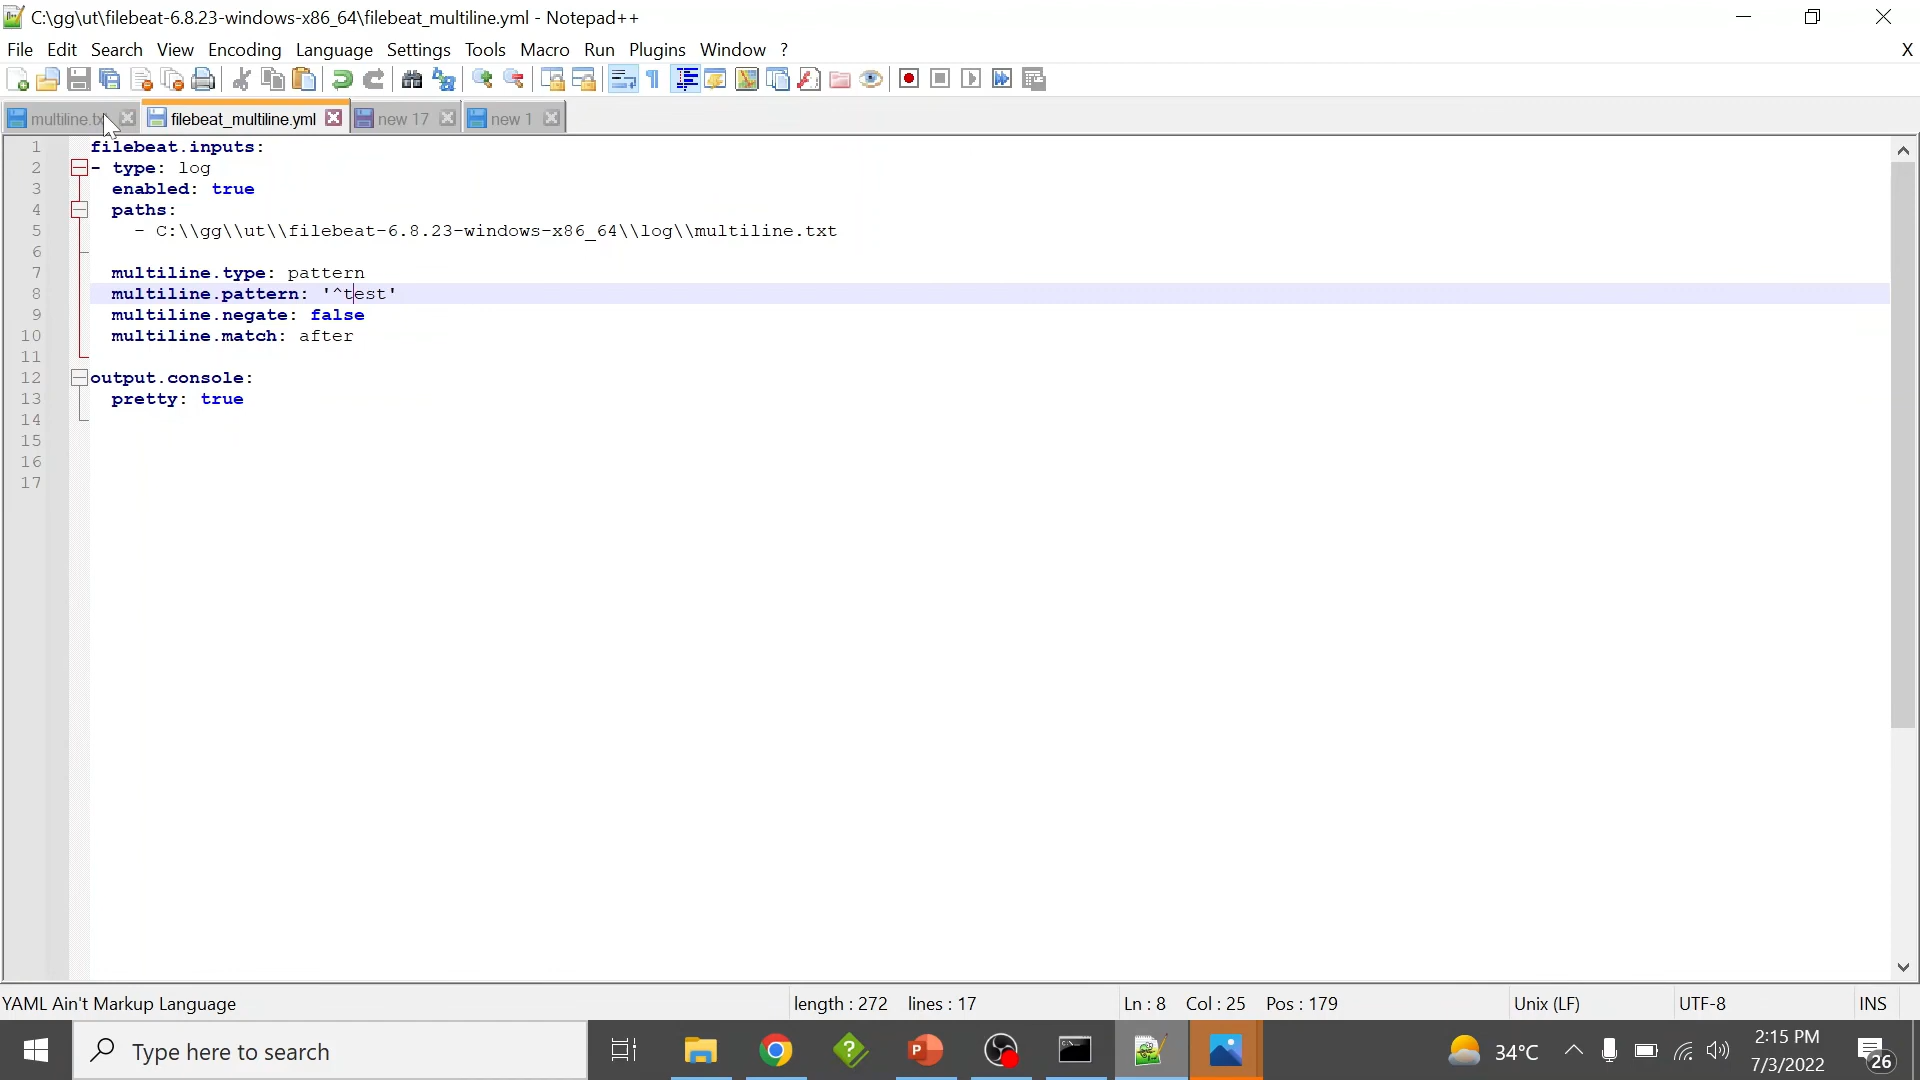 C:\gg\ut\filebeat-6.8.23-windows-x86_64\filebeat_multiline.yml - Notepad++
File Edit Search View Encoding Language Settings Tools Macro Run Plugins Window ? X
multiline.tx filebeat_multiline.yml new 17 new 1
1 filebeat.inputs:
2 - type: log
3 enabled: true
4 paths:
5 - C:\\gg\\ut\\filebeat-6.8.23-windows-x86_64\\log\\multiline.txt
6
7 multiline.type: pattern
8 multiline.pattern: '^test'
9 multiline.negate: false
10 multiline.match: after
11
12 output.console:
13 pretty: true
14
15
16
17
YAML Ain't Markup Language length : 272 lines : 17 Ln : 8 Col : 25 Pos : 179 Unix (LF) UTF-8 INS
Type here to search 34°C 2:15 PM
7/3/2022 26